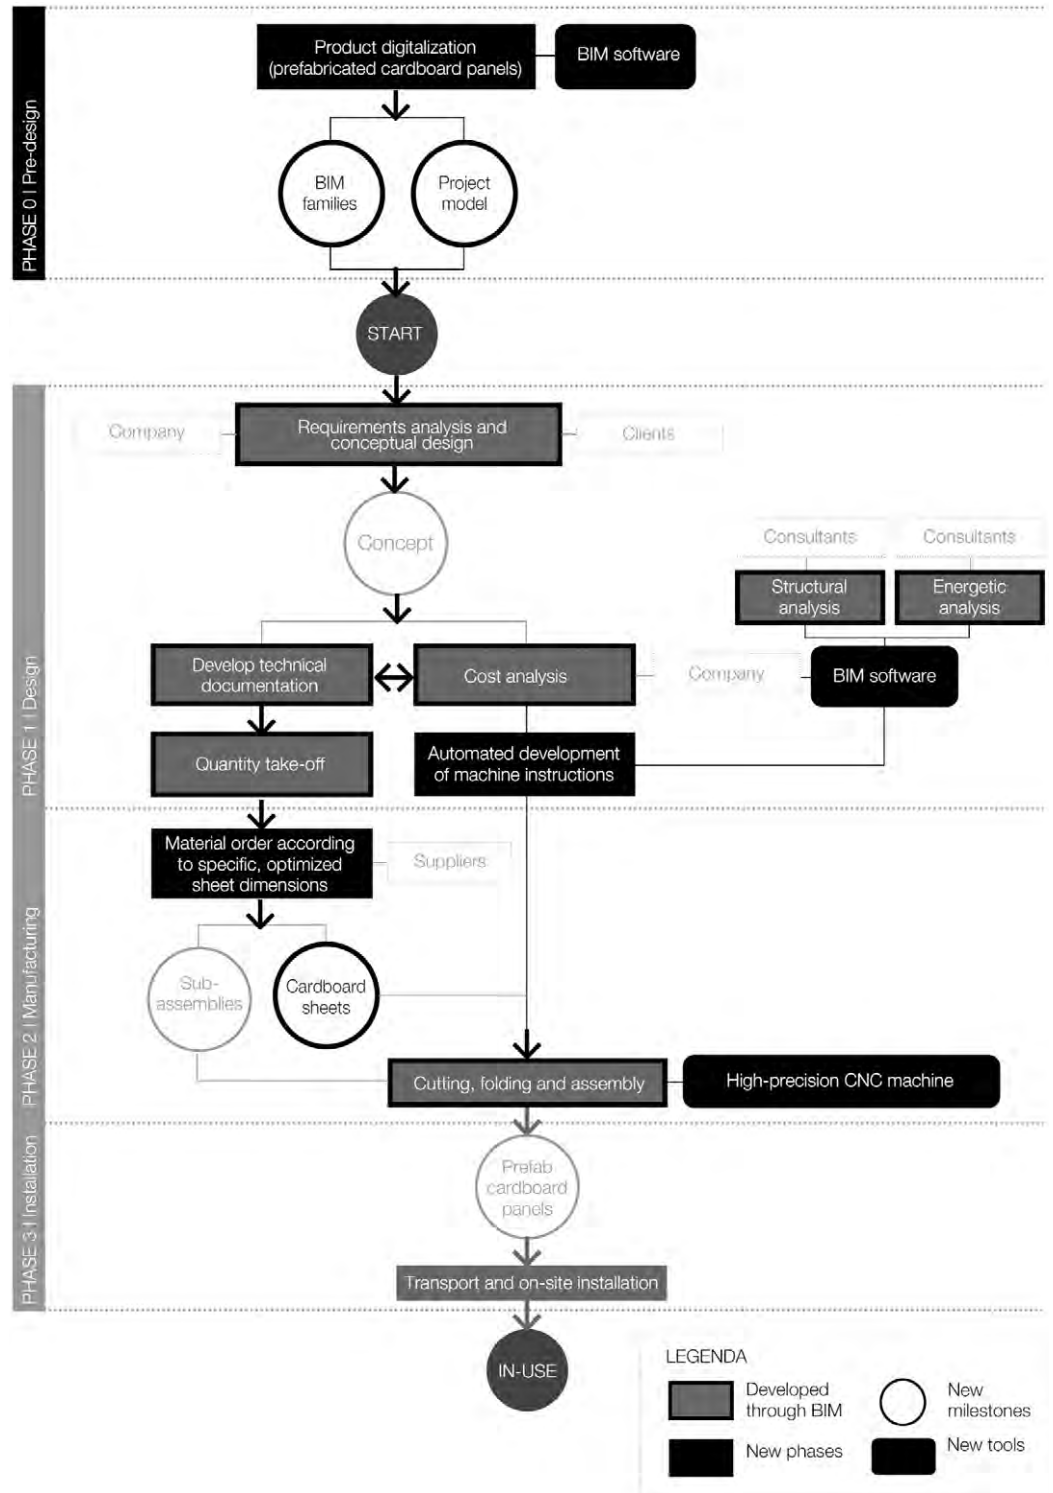 PHASE 0 | Pre-design
Product digitalization
(prefabricated cardboard panels)
BIM software
BIM
families
Project
model
START
PHASE 1 | Design
Requirements analysis and
conceptual design
Company
Clients
Concept
Consultants
Consultants
Structural
analysis
Energetic
analysis
Develop technical
documentation
Cost analysis
Company
BIM software
Quantity take-off
Automated development
of machine instructions
PHASE 2 | Manufacturing
Material order according
to specific, optimized
sheet dimensions
Suppliers
Sub-
assemblies
Cardboard
sheets
Cutting, folding and assembly
High-precision CNC machine
PHASE 3 | Installation
Prefab
cardboard
panels
Transport and on-site installation
IN-USE
LEGENDA
Developed
through BIM
New
milestones
New phases
New tools